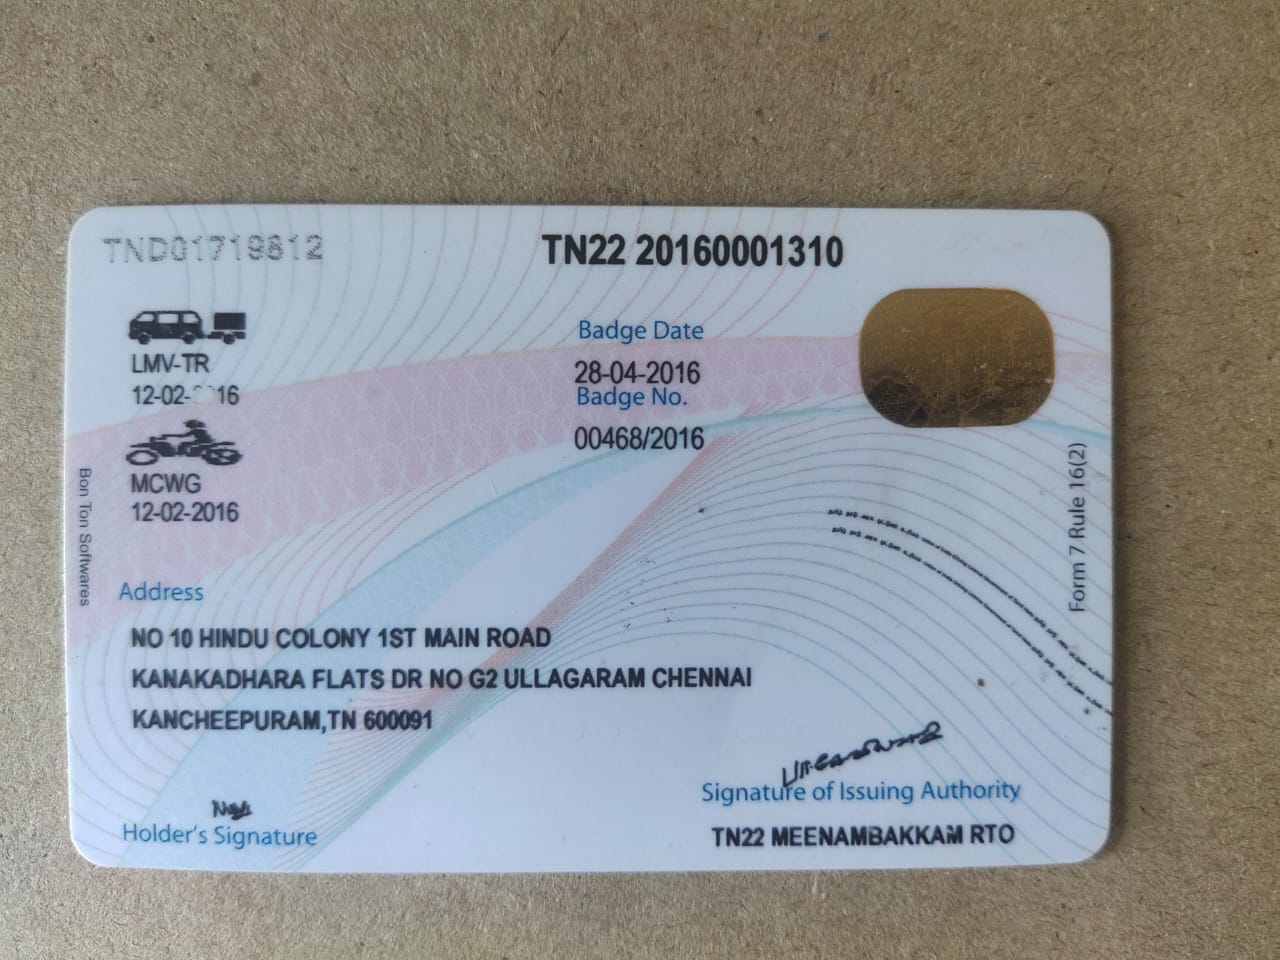 TND01719812
TN22 20160001310
LMV-TR
12-02-2016
MCWG
12-02-2016
Badge Date
28-04-2016
Badge No.
00468/2016
Form 7 Rule 16(2)
Bon Ton Softwares
Address
NO 10 HINDU COLONY 1ST MAIN ROAD
KANAKADHARA FLATS DR NO G2 ULLAGARAM CHENNAI
KANCHEEPURAM,TN 600091
Holder's Signature
Signature of Issuing Authority
TN22 MEENAMBAKKAM RTO